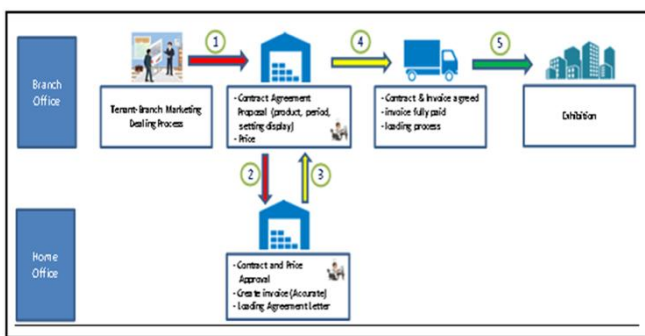 1
4
5
Branch
Office
Tenant-Branch Marketing
Dealing Process
- Contract Agreement
Proposal (product, period,
setting display)
- Price
- Contract & Invoice agreed
- invoice fully paid
- loading process
Exhibition
2
3
Home
Office
- Contract and Price
Approval
- Create invoice (Accurate)
- Loading Agreement Letter